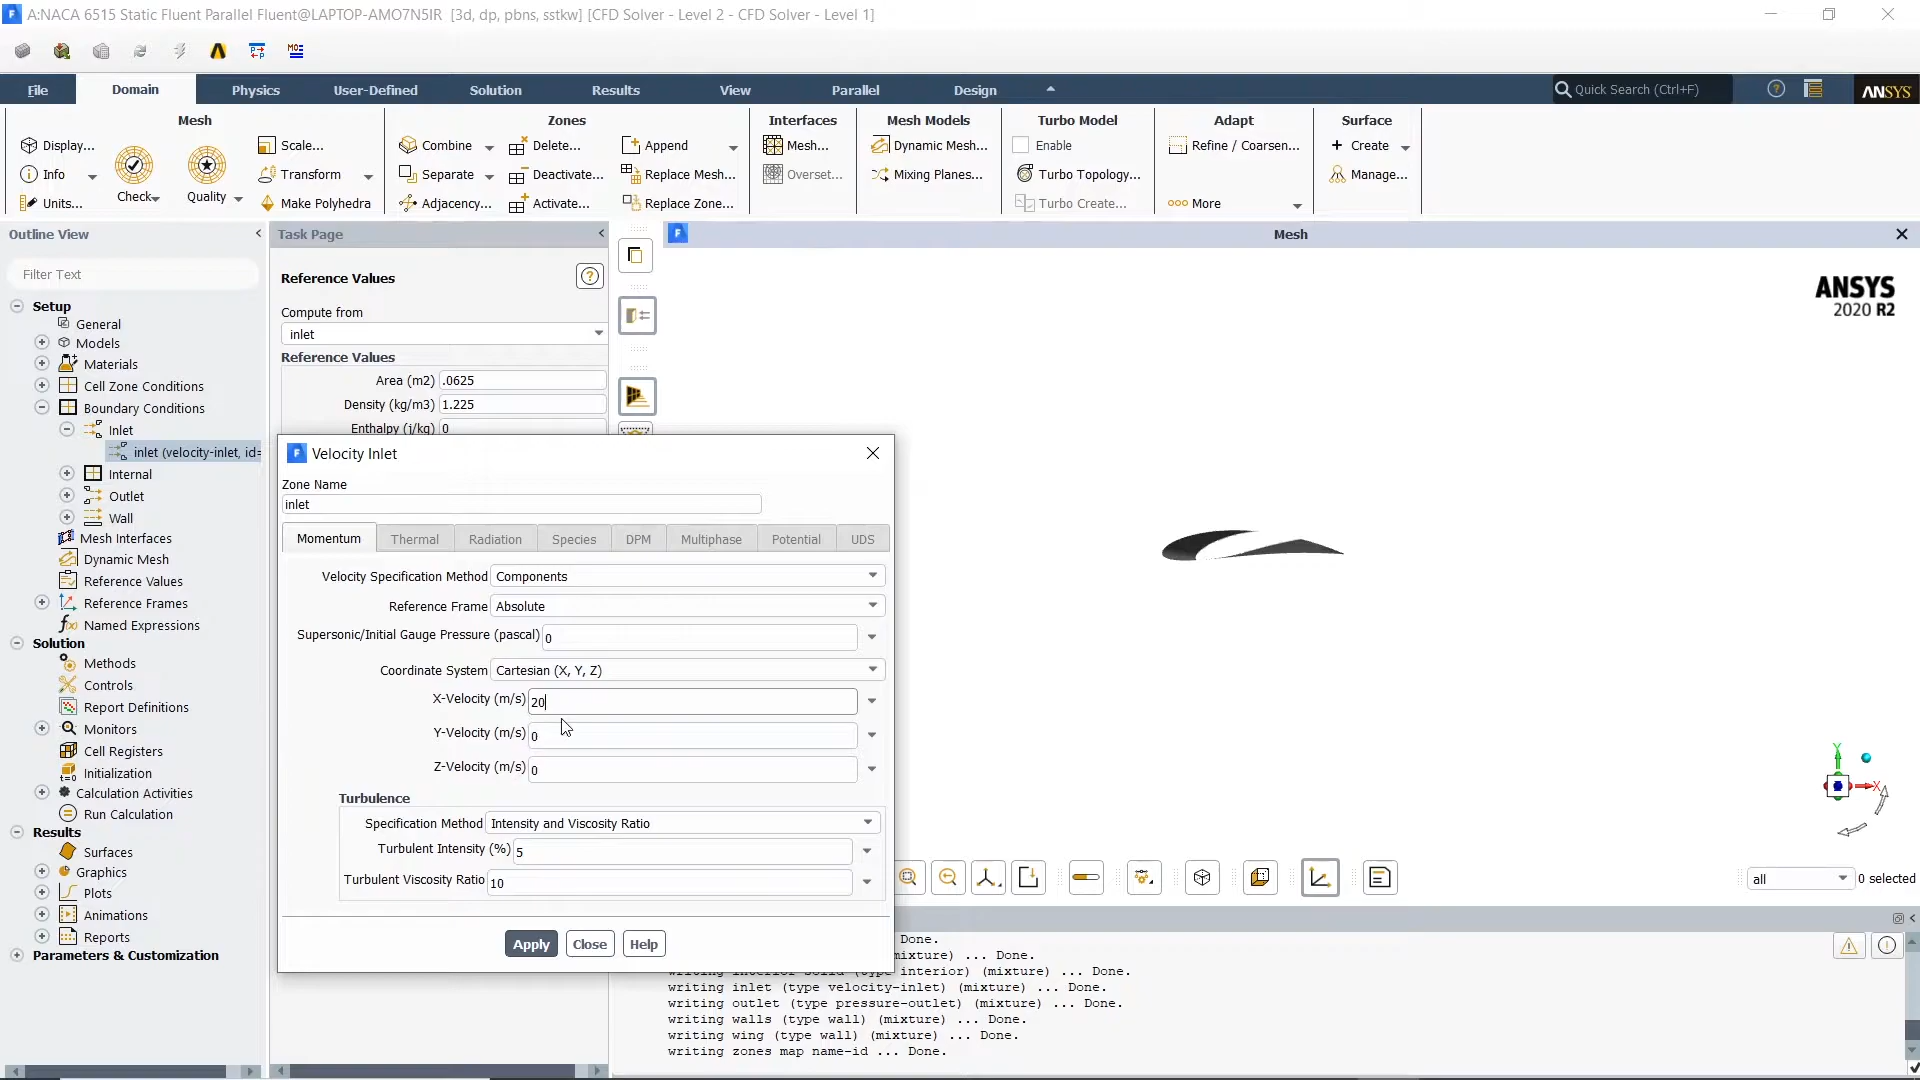 A:NACA 6515 Static Fluent Parallel Fluent@LAPTOP-AMO7N5IR [3d, dp, pbns, sstkw] [CFD Solver - Level 2 - CFD Solver - Level 1]
File Domain Physics User-Defined Solution Results View Parallel Design Quick Search (Ctrl+F) ANSYS
Mesh Zones Interfaces Mesh Models Turbo Model Adapt Surface
Display... Scale... Combine Delete... Append Mesh... Dynamic Mesh... Enable Refine / Coarsen... Create
Info Check Quality Transform Separate Deactivate... Replace Mesh... Overset... Mixing Planes... Turbo Topology... Manage...
Units... Make Polyhedra Adjacency... Activate... Replace Zone... Turbo Create... More
Outline View
Filter Text
Setup
General
Models
Materials
Cell Zone Conditions
Boundary Conditions
Inlet
inlet (velocity-inlet, id=
Internal
Outlet
Wall
Mesh Interfaces
Dynamic Mesh
Reference Values
Reference Frames
Named Expressions
Solution
Methods
Controls
Report Definitions
Monitors
Cell Registers
Initialization
Calculation Activities
Run Calculation
Results
Surfaces
Graphics
Plots
Animations
Reports
Parameters & Customization
Task Page
Reference Values
Compute from
inlet
Reference Values
Area (m2) .0625
Density (kg/m3) 1.225
Enthalpy (j/kg) 0
Velocity Inlet
Zone Name
inlet
Momentum Thermal Radiation Species DPM Multiphase Potential UDS
Velocity Specification Method Components
Reference Frame Absolute
Supersonic/Initial Gauge Pressure (pascal) 0
Coordinate System Cartesian (X, Y, Z)
X-Velocity (m/s) 20
Y-Velocity (m/s) 0
Z-Velocity (m/s) 0
Turbulence
Specification Method Intensity and Viscosity Ratio
Turbulent Intensity (%) 5
Turbulent Viscosity Ratio 10
Apply Close Help
Mesh
ANSYS
2020 R2
Y
X
all 0 selected
Done.
mixture) ... Done.
writing interior-solid (type interior) (mixture) ... Done.
writing inlet (type velocity-inlet) (mixture) ... Done.
writing outlet (type pressure-outlet) (mixture) ... Done.
writing walls (type wall) (mixture) ... Done.
writing wing (type wall) (mixture) ... Done.
writing zones map name-id ... Done.